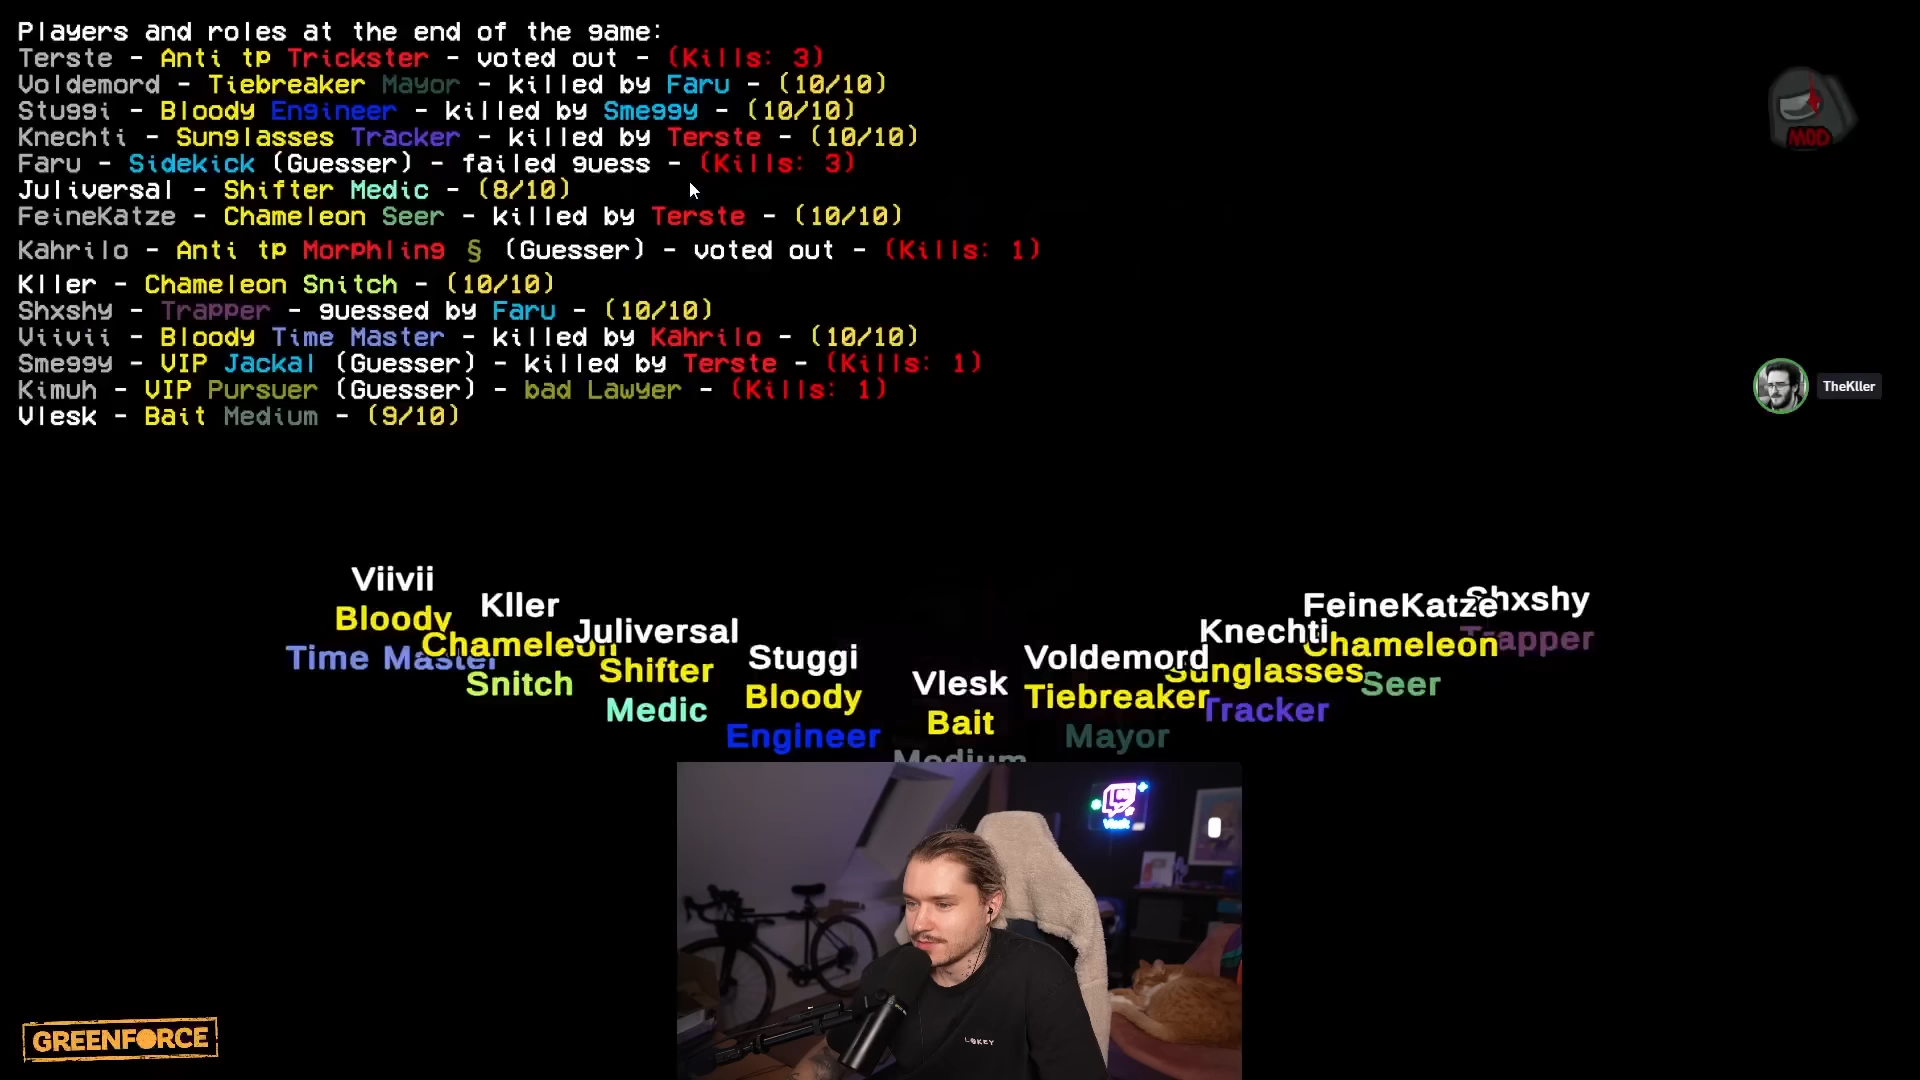 Players and roles at the end of the game:
Terste - Anti tp Trickster - voted out - (Kills: 3)
Voldemord - Tiebreaker Mayor - killed by Faru - (10/10)
Stuggi - Bloody Engineer - killed by Smeggy - (10/10)
Knechti - Sunglasses Tracker - killed by Terste - (10/10)
Faru - Sidekick (Guesser) - failed guess - (Kills: 3)
Juliversal - Shifter Medic - (8/10)
FeineKatze - Chameleon Seer - killed by Terste - (10/10)
Kahrilo - Anti tp Morphling § (Guesser) - voted out - (Kills: 1)
Kller - Chameleon Snitch - (10/10)
Shxshy - Trapper - guessed by Faru - (10/10)
Viivii - Bloody Time Master - killed by Kahrilo - (10/10)
Smeggy - VIP Jackal (Guesser) - killed by Terste - (Kills: 1)
Kimuh - VIP Pursuer (Guesser) - bad Lawyer - (Kills: 1)
Vlesk - Bait Medium - (9/10)
MOD
TheKller
Viivii
Bloody
Time Master
Kller
Chameleon
Snitch
Juliversal
Shifter
Medic
Stuggi
Bloody
Engineer
Vlesk
Bait
Medium
Voldemord
Tiebreaker
Mayor
Knechti
Sunglasses
Tracker
FeineKatze
Chameleon
Seer
Shxshy
Trapper
Vlesk
LOKEY
GREENFORCE